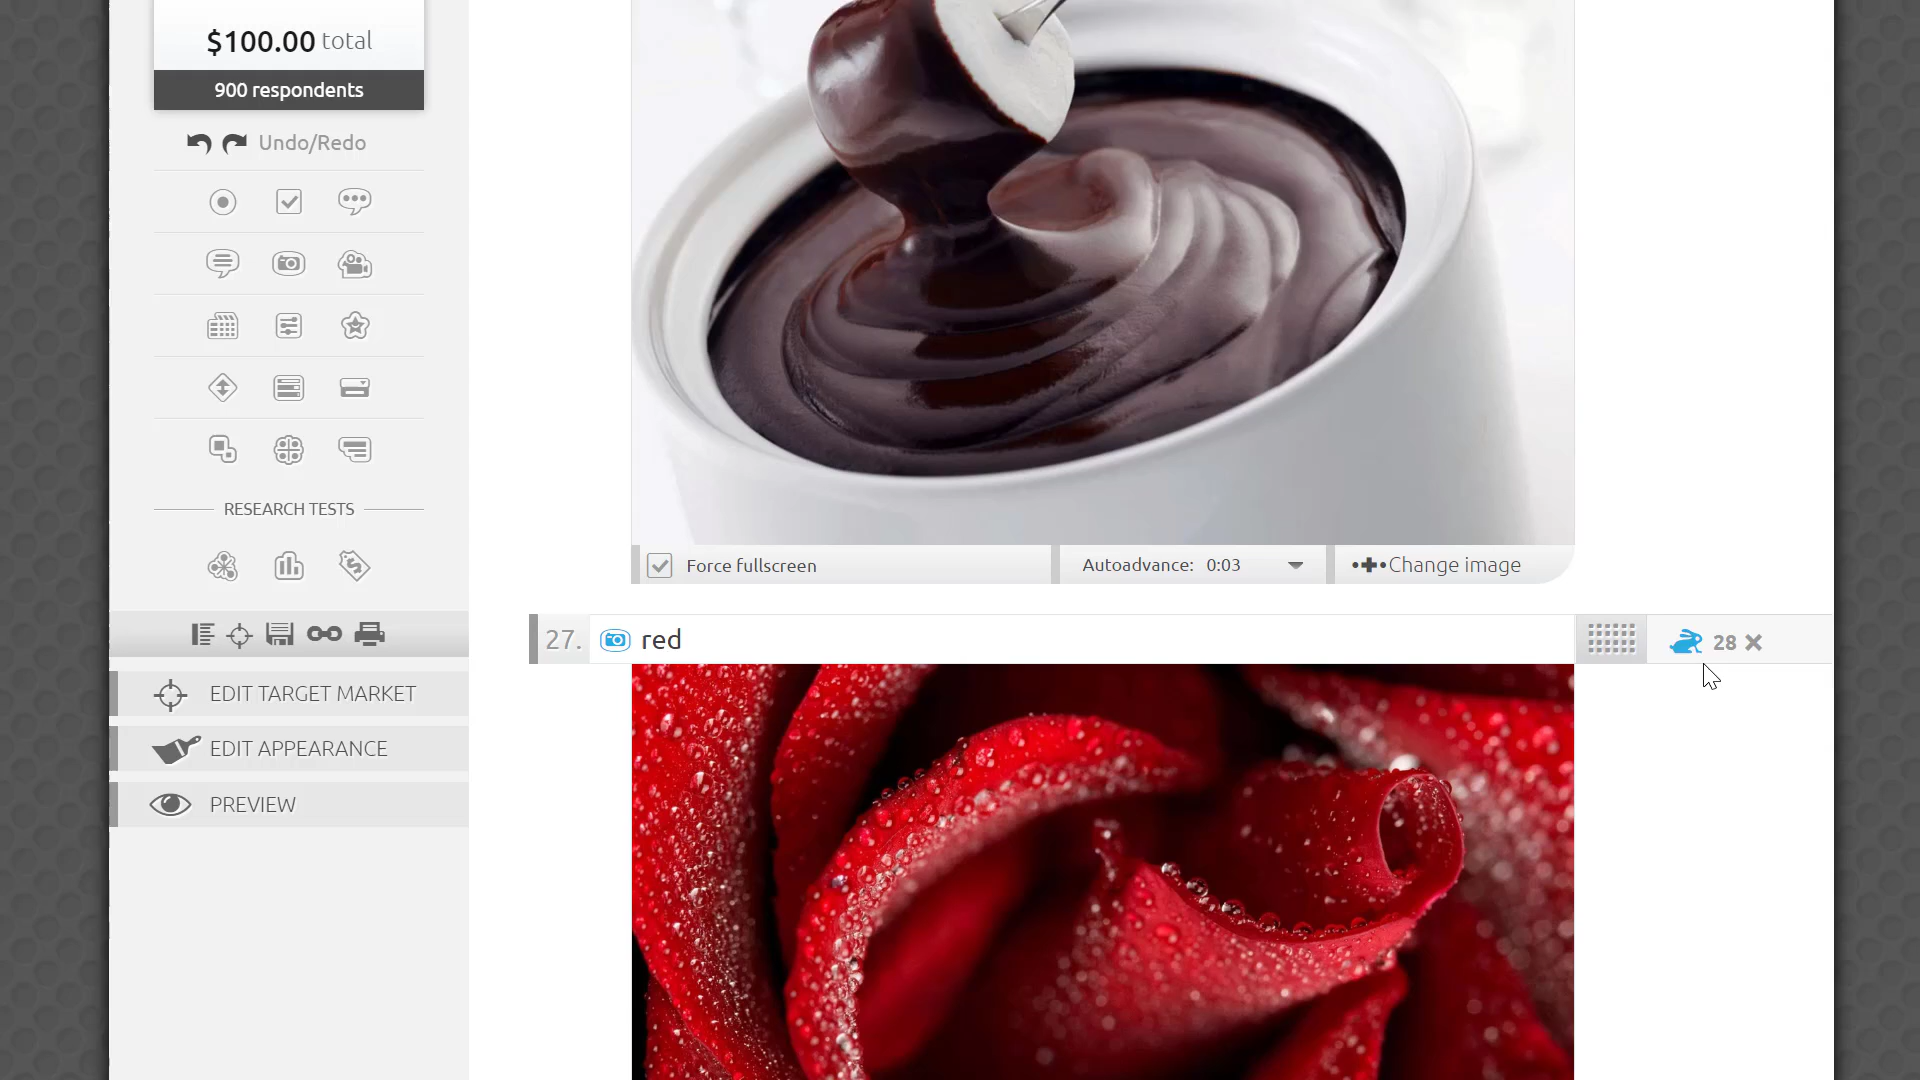 $100.00 total
900 respondents
Undo/Redo
RESEARCH TESTS
EDIT TARGET MARKET
EDIT APPEARANCE
PREVIEW
Force fullscreen
Autoadvance: 0:03
Change image
27. red
28